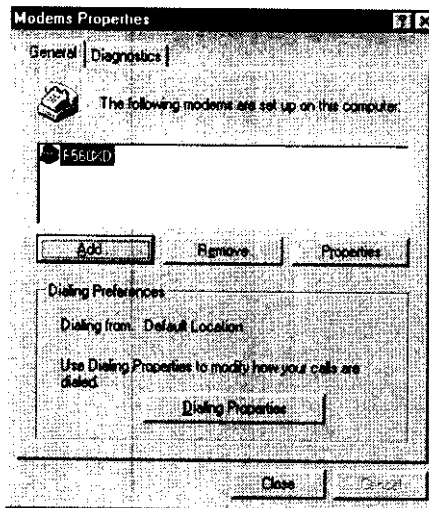 Modems Properties
General Diagnostics
The following modems are set up on this computer:
Add...
Remove
Properties
Dialing Preferences
Dialing from: Default Location
Use Dialing Properties to modify how your calls are
dialed.
Dialing Properties
Close
Cancel